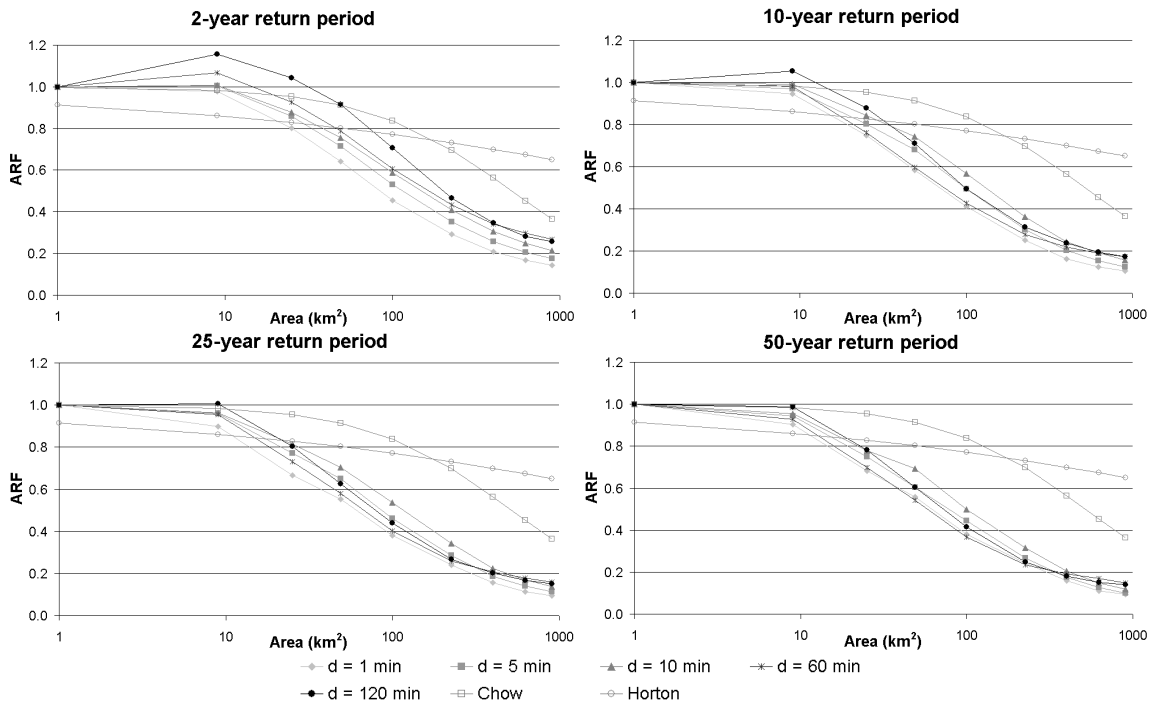 2-year return period
10-year return period
1.2
1.0
0.8
0.6
0.4
0.2
0.0
ARF
1
10
100
1000
Area (km²)
1.2
1.0
0.8
0.6
0.4
0.2
0.0
ARF
1
10
100
1000
Area (km²)
25-year return period
50-year return period
1.2
1.0
0.8
0.6
0.4
0.2
0.0
ARF
1
10
100
1000
Area (km²)
1.2
1.0
0.8
0.6
0.4
0.2
0.0
ARF
1
10
100
1000
Area (km²)
d = 1 min
d = 5 min
d = 10 min
d = 60 min
d = 120 min
Chow
Horton